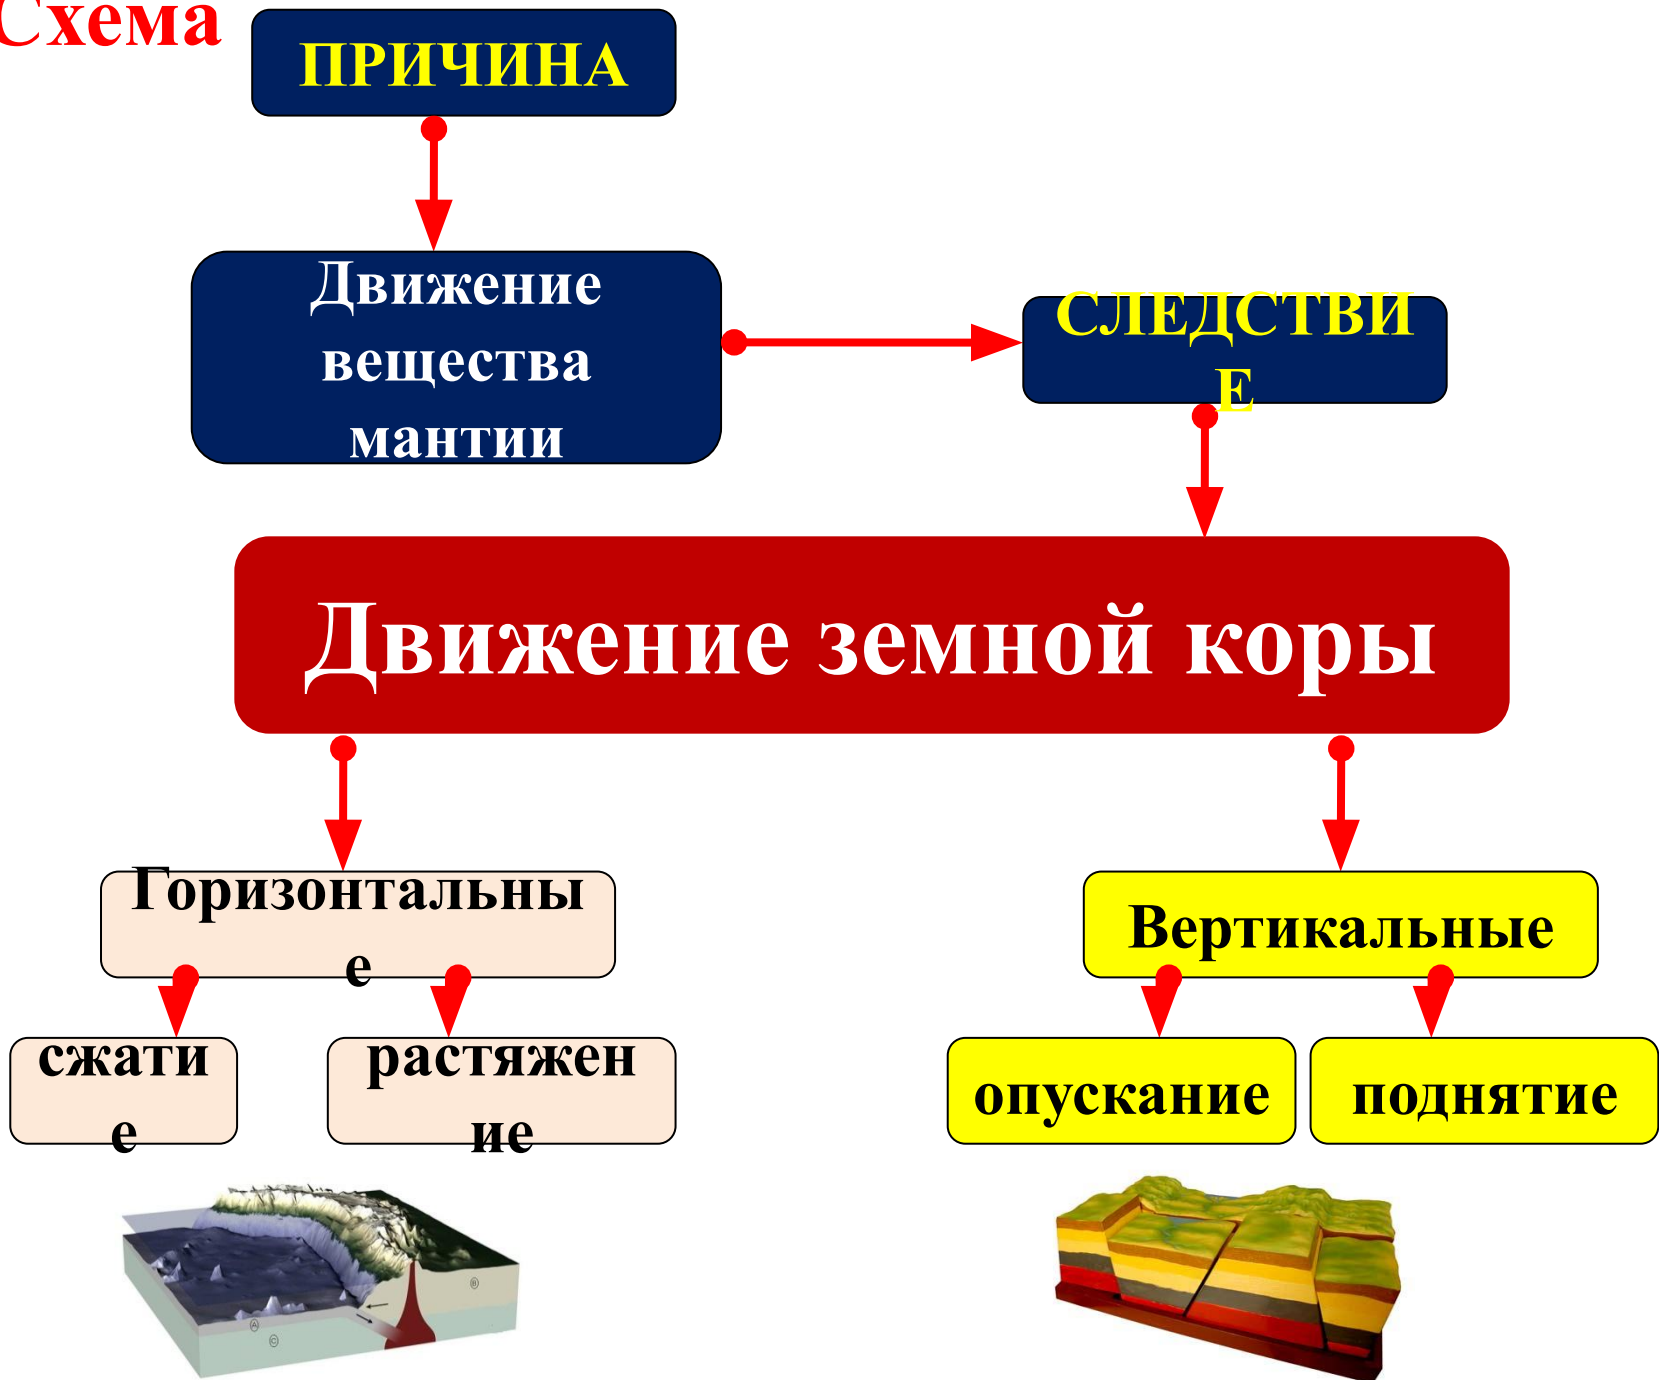 Схема
ПРИЧИНА
Движение
вещества
мантии
СЛЕДСТВИ
Е
Движение земной коры
Горизонтальны
е
Вертикальные
сжати
е
растяжен
ие
опускание
поднятие
A
B
C